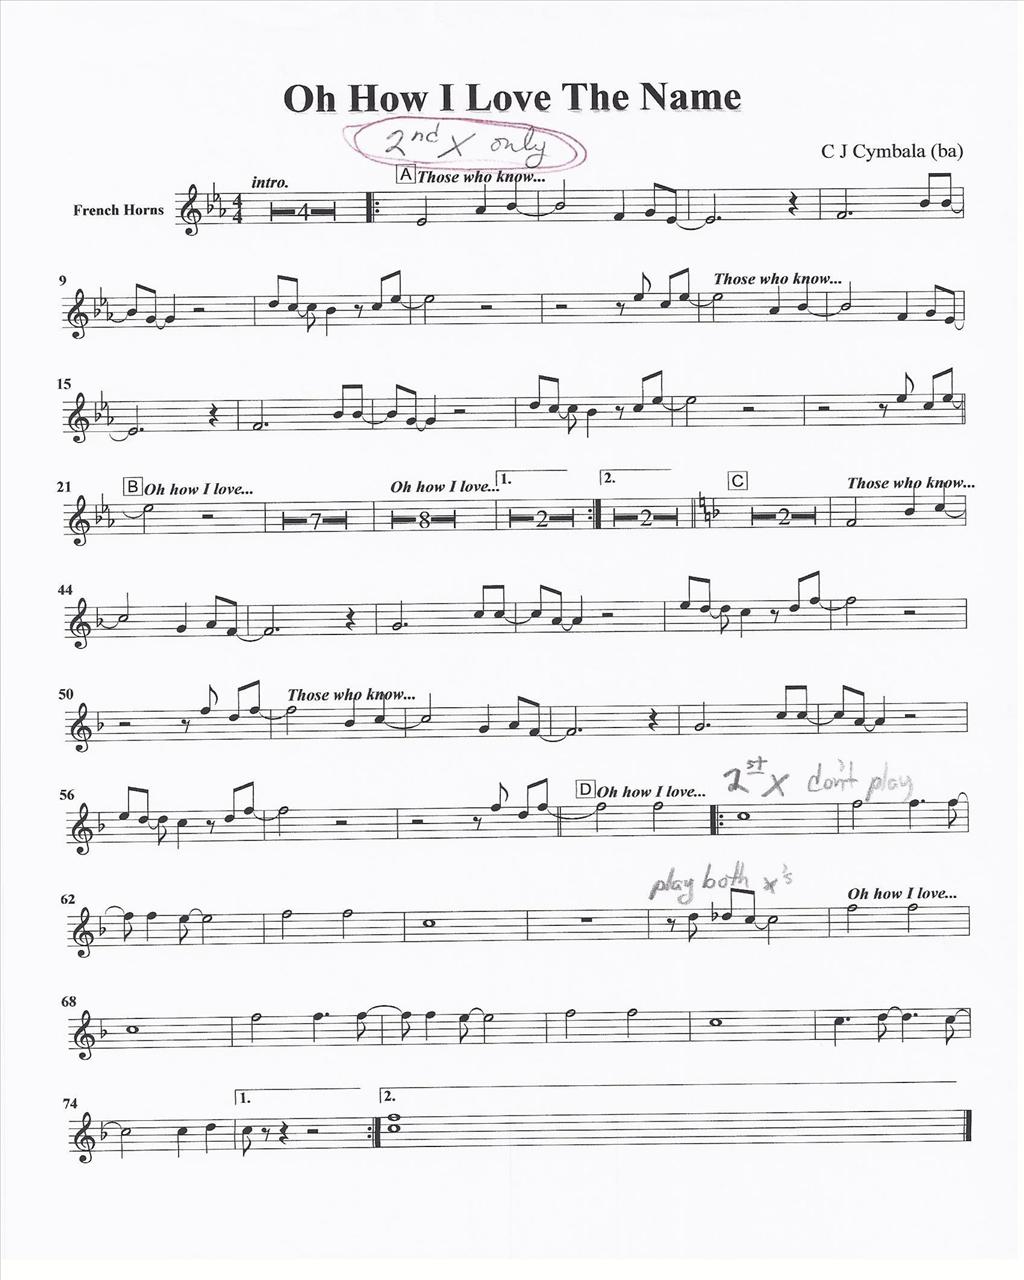 Oh How I Love The Name
2nd X only
C J Cymbala (ba)
intro.
A Those who know...
French Horns
4
4
4
9
Those who know...
15
21
B Oh how I love...
Oh how I love...
1.
2.
C
Those who know...
7
8
2
2
2
44
50
Those who know...
56
D Oh how I love...
2st X don't play
62
play both x's
Oh how I love...
68
74
1.
2.